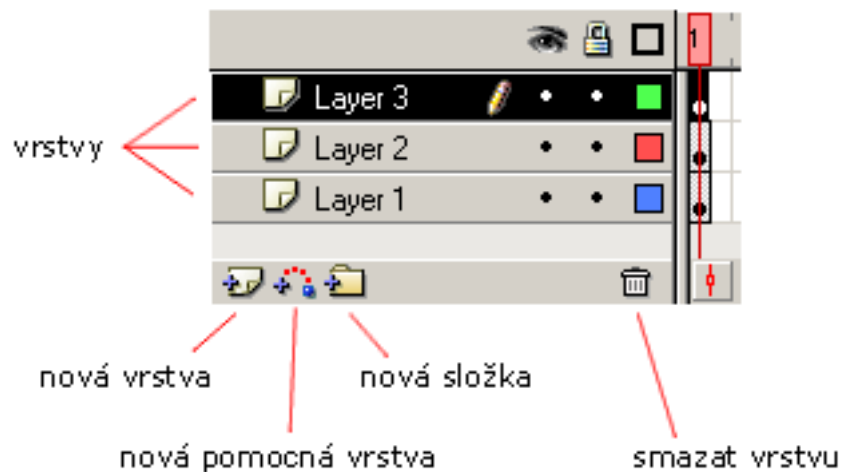 1
Layer 3
vrstvy
Layer 2
Layer 1
nová vrstva
nová složka
nová pomocná vrstva
smazat vrstvu